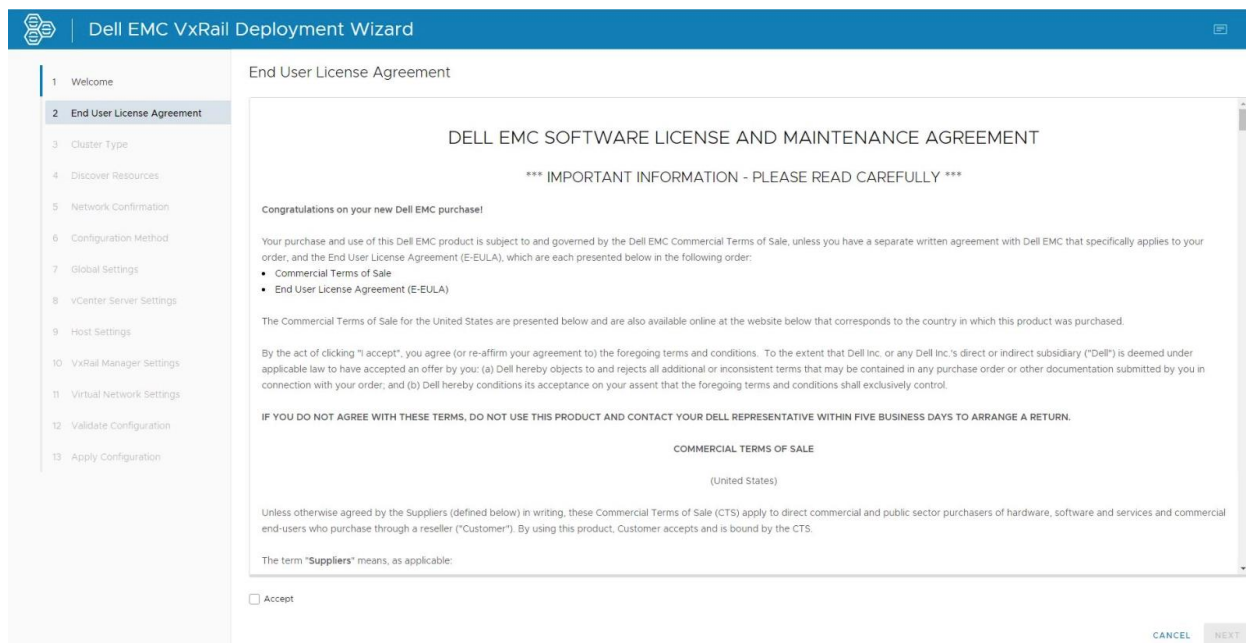 Dell EMC VxRail Deployment Wizard
1 Welcome
2 End User License Agreement
3 Cluster Type
4 Discover Resources
5 Network Confirmation
6 Configuration Method
7 Global Settings
8 vCenter Server Settings
9 Host Settings
10 VxRail Manager Settings
11 Virtual Network Settings
12 Validate Configuration
13 Apply Configuration
End User License Agreement
DELL EMC SOFTWARE LICENSE AND MAINTENANCE AGREEMENT
*** IMPORTANT INFORMATION - PLEASE READ CAREFULLY ***
Congratulations on your new Dell EMC purchase!
Your purchase and use of this Dell EMC product is subject to and governed by the Dell EMC Commercial Terms of Sale, unless you have a separate written agreement with Dell EMC that specifically applies to your
order, and the End User License Agreement (E-EULA), which are each presented below in the following order:
• Commercial Terms of Sale
• End User License Agreement (E-EULA)
The Commercial Terms of Sale for the United States are presented below and are also available online at the website below that corresponds to the country in which this product was purchased.
By the act of clicking "I accept", you agree (or re-affirm your agreement to) the foregoing terms and conditions. To the extent that Dell Inc. or any Dell Inc.'s direct or indirect subsidiary ("Dell") is deemed under
applicable law to have accepted an offer by you: (a) Dell hereby objects to and rejects all additional or inconsistent terms that may be contained in any purchase order or other documentation submitted by you in
connection with your order; and (b) Dell hereby conditions its acceptance on your assent that the foregoing terms and conditions shall exclusively control.
IF YOU DO NOT AGREE WITH THESE TERMS, DO NOT USE THIS PRODUCT AND CONTACT YOUR DELL REPRESENTATIVE WITHIN FIVE BUSINESS DAYS TO ARRANGE A RETURN.
COMMERCIAL TERMS OF SALE
(United States)
Unless otherwise agreed by the Suppliers (defined below) in writing, these Commercial Terms of Sale (CTS) apply to direct commercial and public sector purchasers of hardware, software and services and commercial
end-users who purchase through a reseller ("Customer"). By using this product, Customer accepts and is bound by the CTS.
The term "Suppliers" means, as applicable:
Accept
CANCEL NEXT